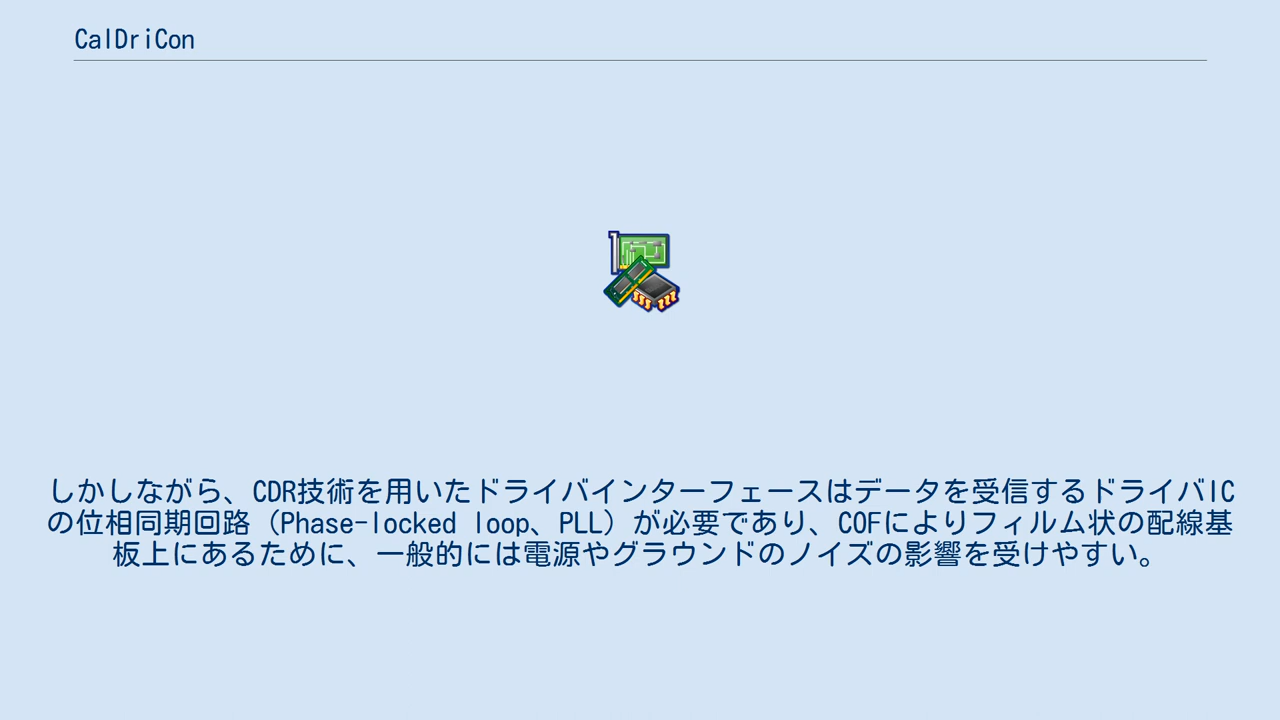 CalDriCon
しかしながら、CDR技術を用いたドライバインターフェースはデータを受信するドライバIC
の位相同期回路（Phase-locked loop、PLL）が必要であり、COFによりフィルム状の配線基
板上にあるために、一般的には電源やグラウンドのノイズの影響を受けやすい。